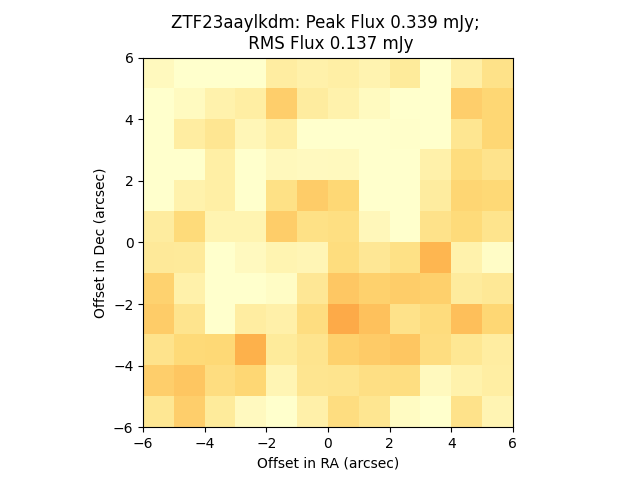 ZTF23aaylkdm: Peak Flux 0.339 mJy;
RMS Flux 0.137 mJy
6
4
2
0
−2
−4
−6
Offset in Dec (arcsec)
−6 −4 −2 0 2 4 6
Offset in RA (arcsec)